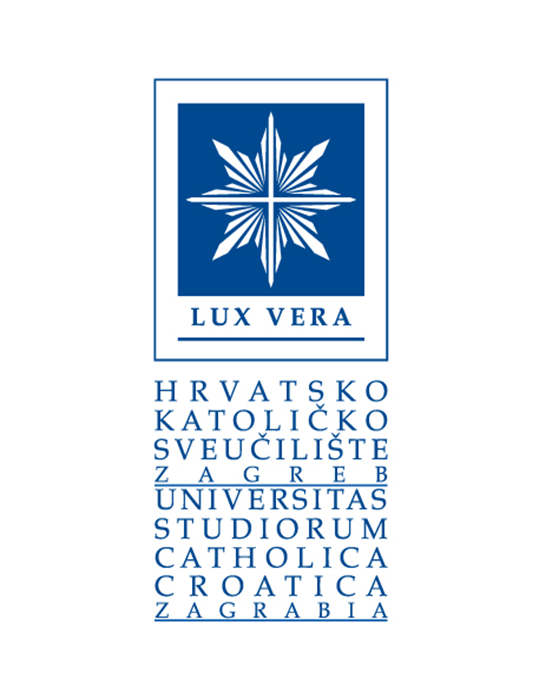 LUX VERA
HRVATSKO
KATOLIČKO
SVEUČILIŠTE
ZAGREB
UNIVERSITAS
STUDIORUM
CATHOLICA
CROATICA
ZAGRABIA